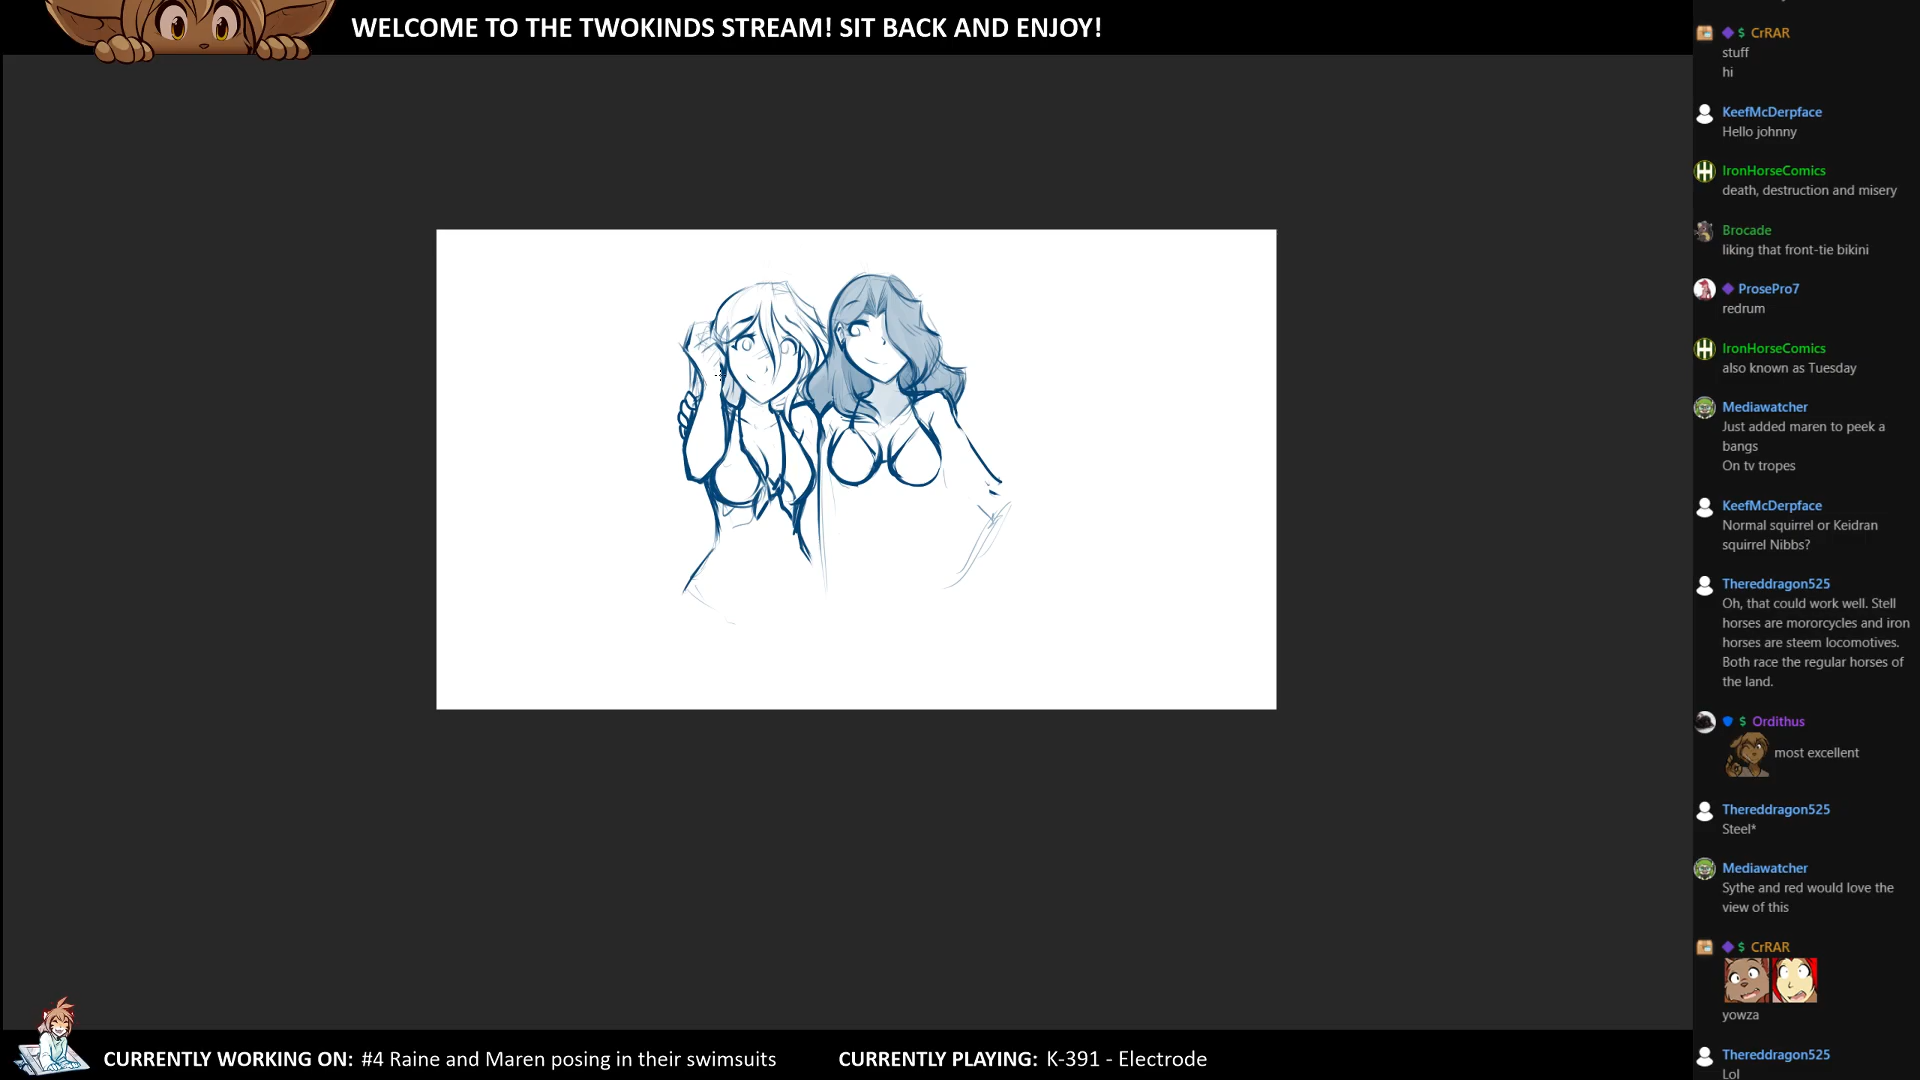 WELCOME TO THE TWOKINDS STREAM! SIT BACK AND ENJOY!
$ CrRAR
stuff
hi
KeefMcDerpface
Hello johnny
IronHorseComics
death, destruction and misery
Brocade
liking that front-tie bikini
ProsePro7
redrum
IronHorseComics
also known as Tuesday
Mediawatcher
Just added maren to peek a
bangs
On tv tropes
KeefMcDerpface
Normal squirrel or Keidran
squirrel Nibbs?
Thereddragon525
Oh, that could work well. Stell
horses are mororcycles and iron
horses are steem locomotives.
Both race the regular horses of
the land.
$ Ordithus
most excellent
Thereddragon525
Steel*
Mediawatcher
Sythe and red would love the
view of this
$ CrRAR
yowza
Thereddragon525
Lol
CURRENTLY WORKING ON: #4 Raine and Maren posing in their swimsuits
CURRENTLY PLAYING: K-391 - Electrode